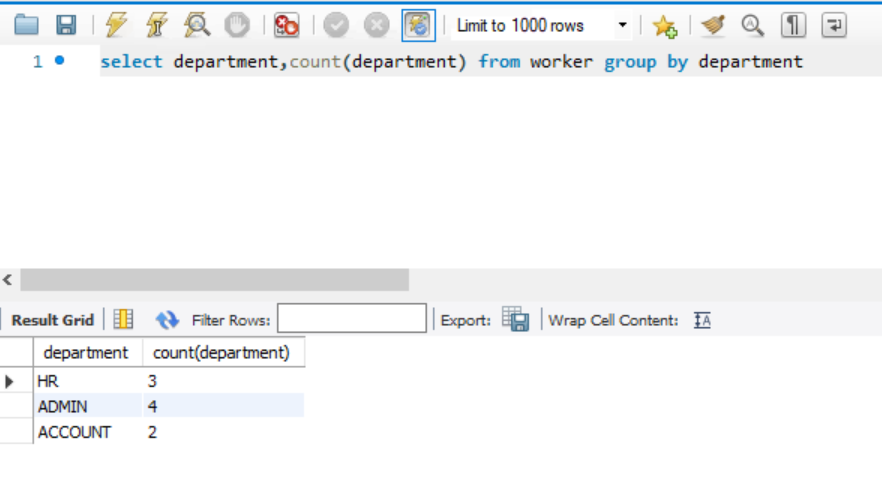 Limit to 1000 rows
1 select department,count(department) from worker group by department
Result Grid Filter Rows: Export: Wrap Cell Content: IA
department count(department)
HR 3
ADMIN 4
ACCOUNT 2